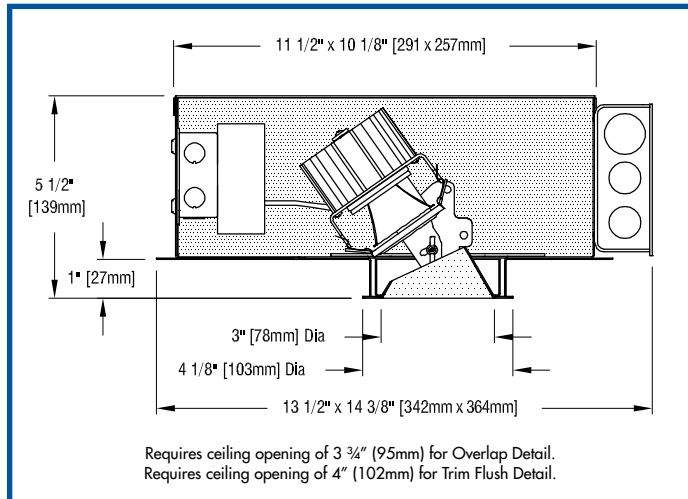 11 1/2" x 10 1/8" [291 x 257mm]
5 1/2"
[139mm]
1" [27mm]
3" [78mm] Dia
4 1/8" [103mm] Dia
13 1/2" x 14 3/8" [342mm x 364mm]
Requires ceiling opening of 3 ¾” (95mm) for Overlap Detail.
Requires ceiling opening of 4” (102mm) for Trim Flush Detail.